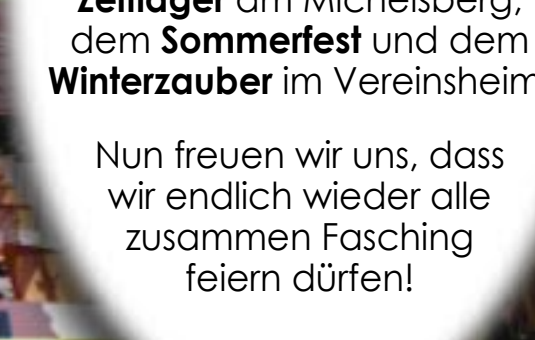 Zeltlager am Michelsberg,
dem Sommerfest und dem
Winterzauber im Vereinsheim
Nun freuen wir uns, dass
wir endlich wieder alle
zusammen Fasching
feiern dürfen!